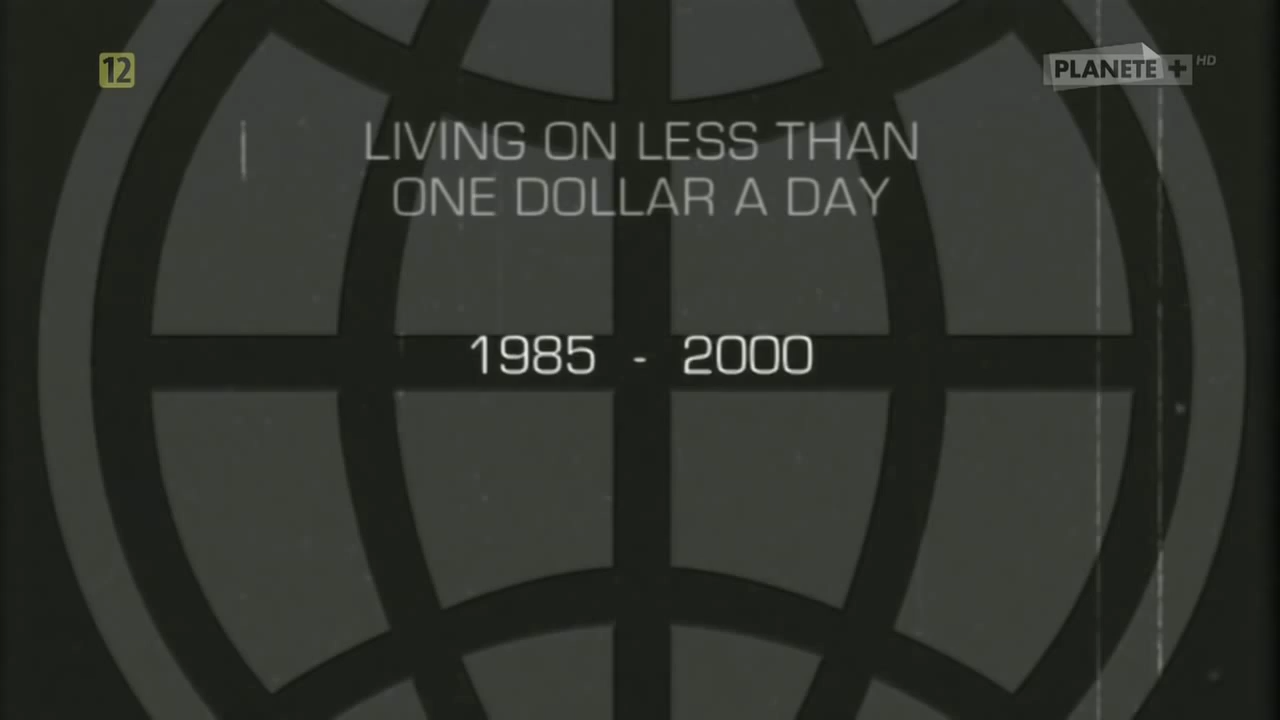 12
PLANETE + HD
LIVING ON LESS THAN
ONE DOLLAR A DAY
1985 - 2000